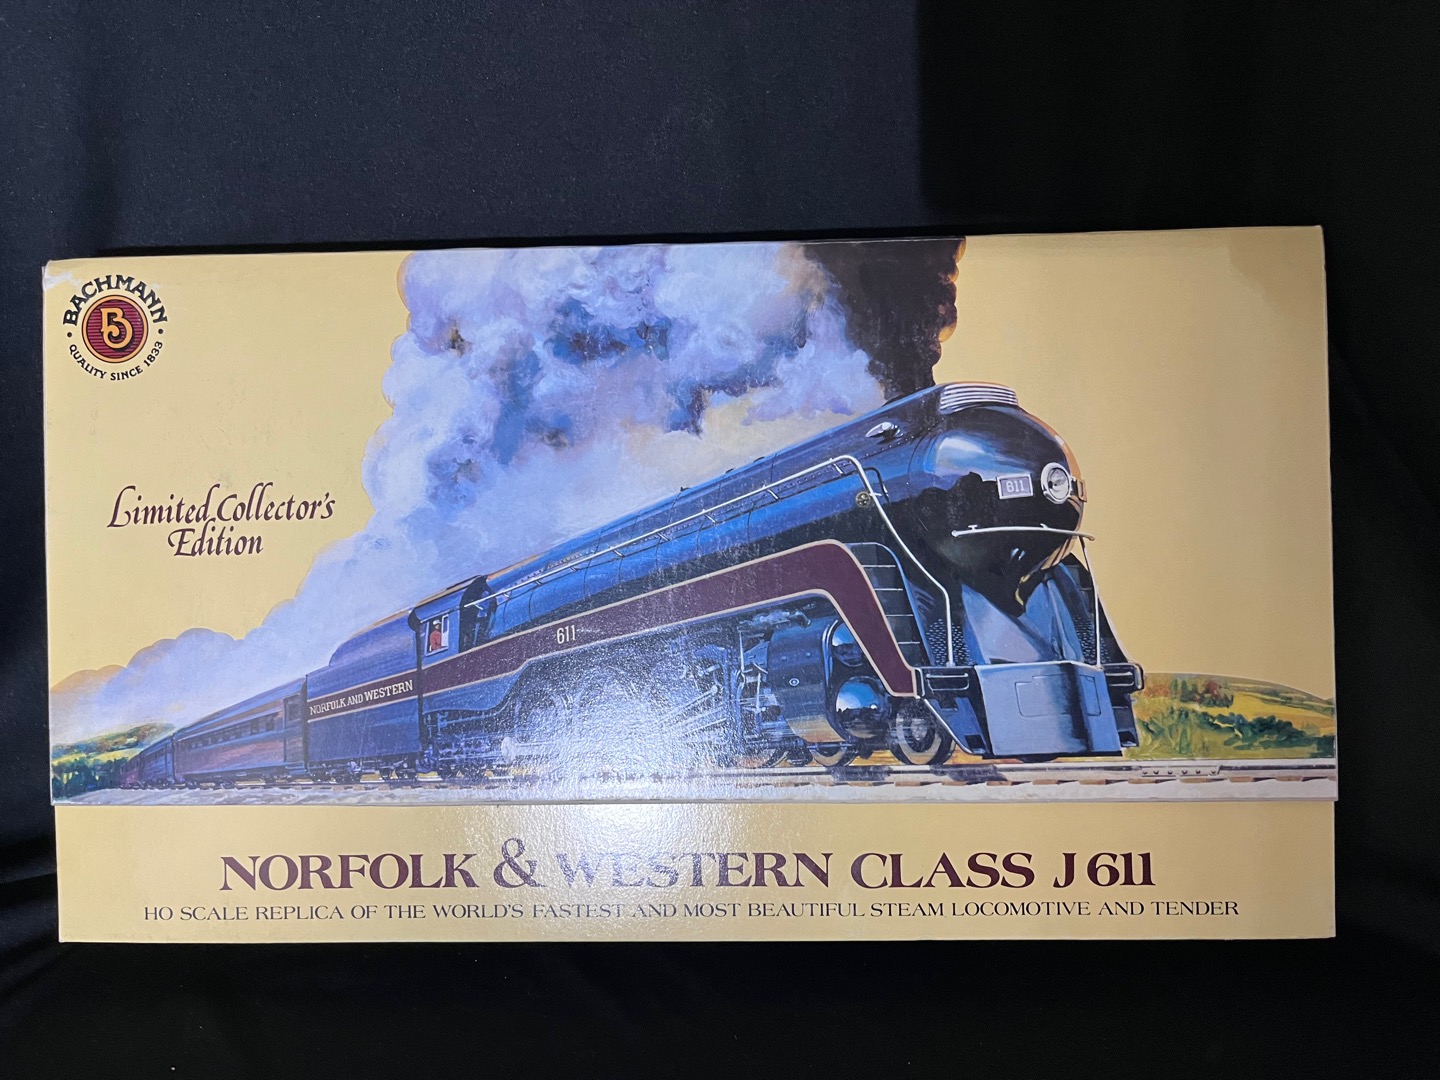 BACHMANN
B
QUALITY SINCE 1833
Limited Collector's
Edition
611
611
NORFOLK AND WESTERN
NORFOLK & WESTERN CLASS J 611
HO SCALE REPLICA OF THE WORLD'S FASTEST AND MOST BEAUTIFUL STEAM LOCOMOTIVE AND TENDER